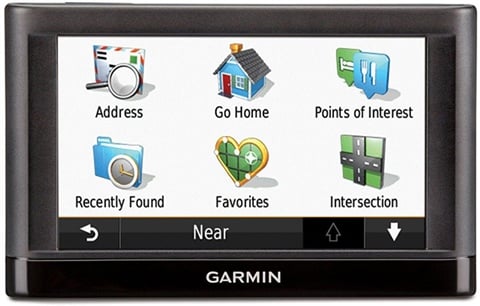 Address Go Home Points of Interest
Recently Found Favorites Intersection
Near
GARMIN